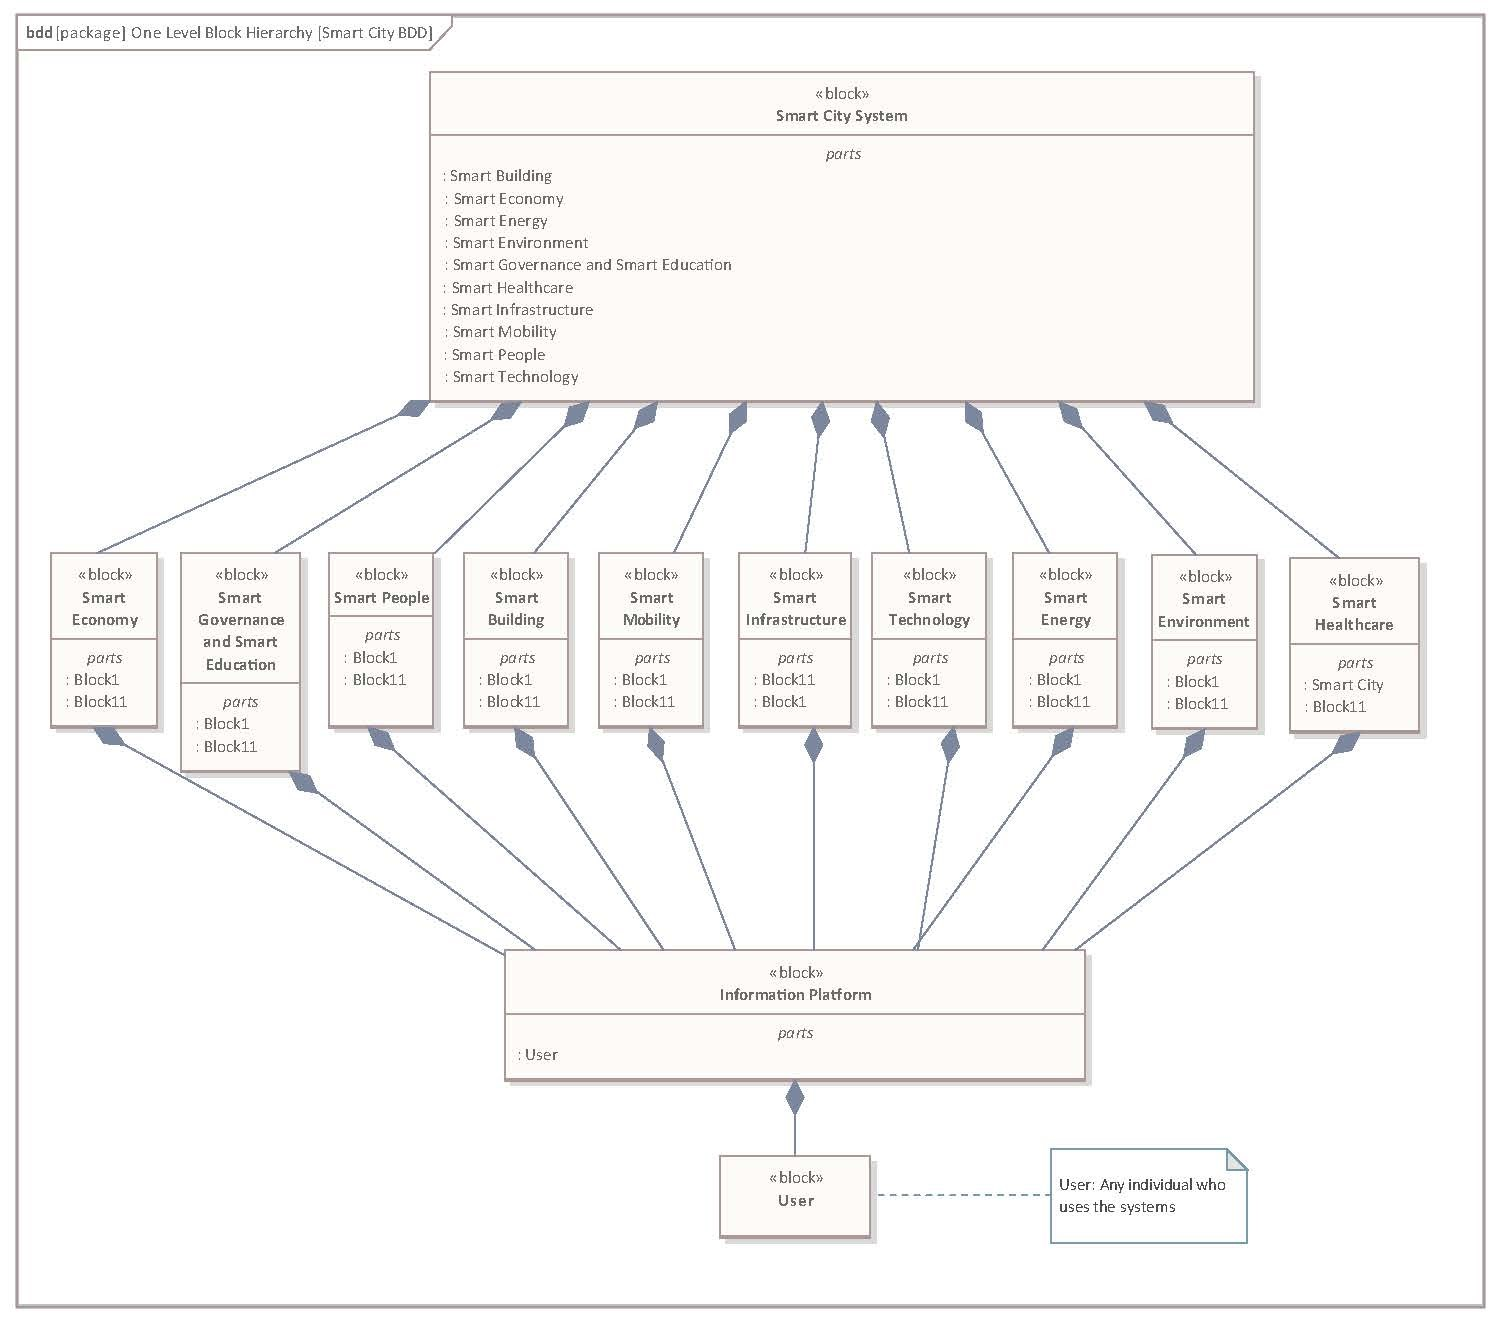 bdd [package] One Level Block Hierarchy [Smart City BDD]
«block»
Smart City System
parts
: Smart Building
: Smart Economy
: Smart Energy
: Smart Environment
: Smart Governance and Smart Education
: Smart Healthcare
: Smart Infrastructure
: Smart Mobility
: Smart People
: Smart Technology
«block»
Smart
Economy
parts
: Block1
: Block11
«block»
Smart
Governance
and Smart
Education
parts
: Block1
: Block11
«block»
Smart People
parts
: Block1
: Block11
«block»
Smart
Building
parts
: Block1
: Block11
«block»
Smart
Mobility
parts
: Block1
: Block11
«block»
Smart
Infrastructure
parts
: Block11
: Block1
«block»
Smart
Technology
parts
: Block1
: Block11
«block»
Smart
Energy
parts
: Block1
: Block11
«block»
Smart
Environment
parts
: Block1
: Block11
«block»
Smart
Healthcare
parts
: Smart City
: Block11
«block»
Information Platform
parts
: User
«block»
User
User: Any individual who
uses the systems